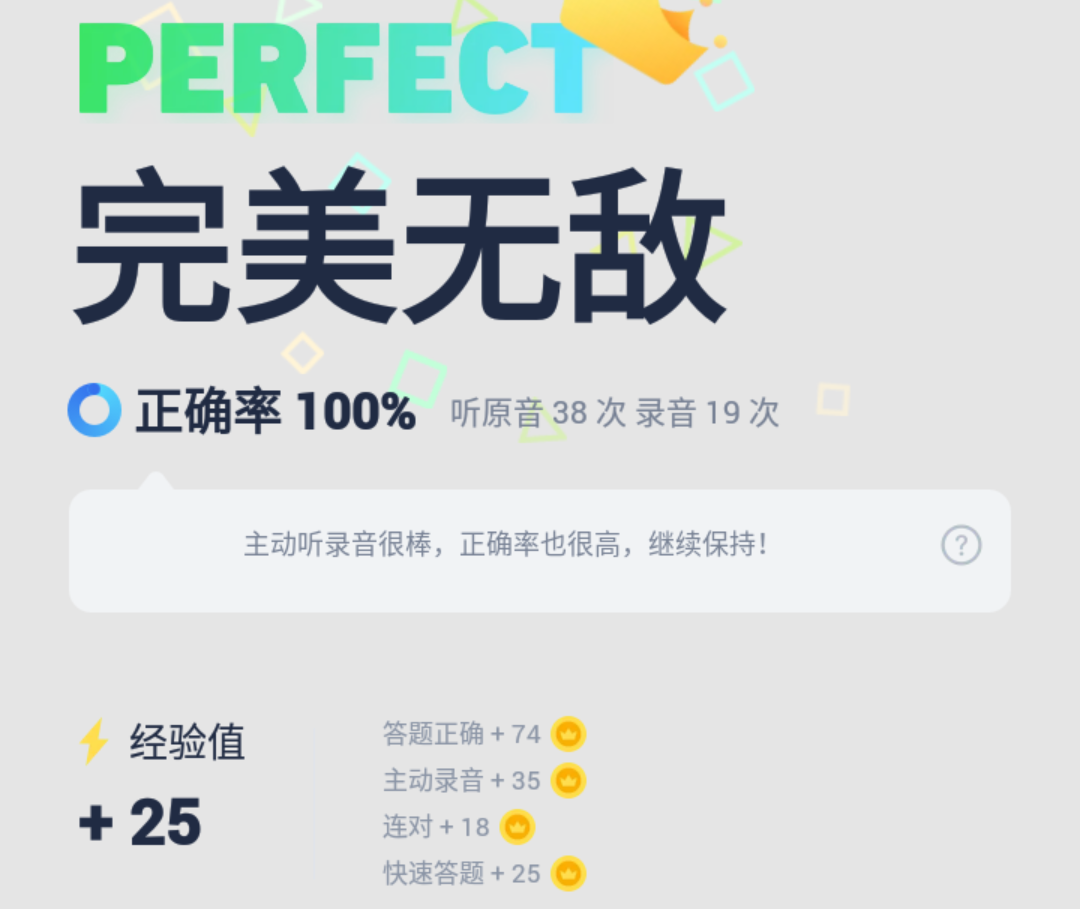 PERFECT
完美无敌
正确率 100% 听原音 38 次 录音 19 次
主动听录音很棒，正确率也很高，继续保持！
?
经验值
+ 25
答题正确 + 74
主动录音 + 35
连对 + 18
快速答题 + 25